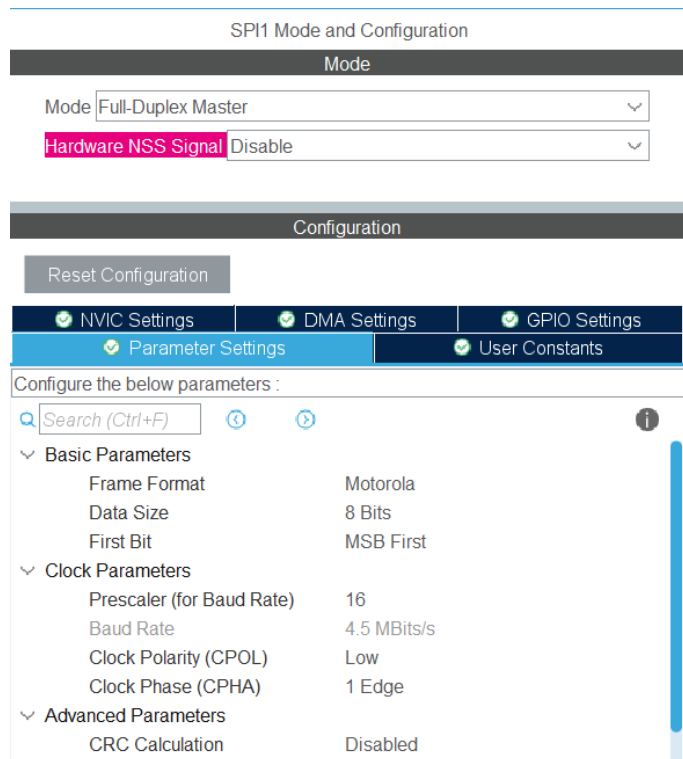 SPI1 Mode and Configuration
Mode
Mode Full-Duplex Master
Hardware NSS Signal Disable
Configuration
Reset Configuration
NVIC Settings DMA Settings GPIO Settings
Parameter Settings User Constants
Configure the below parameters :
Search (Ctrl+F)
Basic Parameters
Frame Format Motorola
Data Size 8 Bits
First Bit MSB First
Clock Parameters
Prescaler (for Baud Rate) 16
Baud Rate 4.5 MBits/s
Clock Polarity (CPOL) Low
Clock Phase (CPHA) 1 Edge
Advanced Parameters
CRC Calculation Disabled